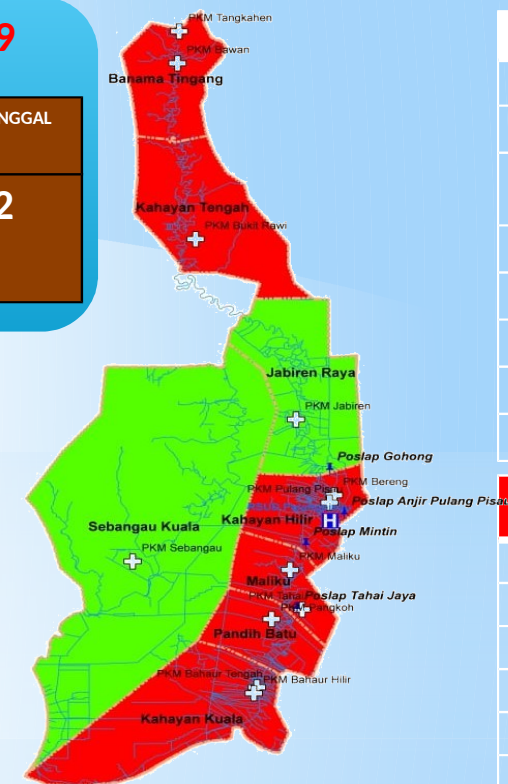 9
NGGAL
2
PKM Tangkahen
PKM Bawan
Banama Tingang
Kahayan Tengah
PKM Bukit Rawi
Jabiren Raya
PKM Jabiren
Poslap Gohong
PKM Bereng
PKM Pulang Pisau
Poslap Anjir Pulang Pisau
Kahayan Hilir
H
Poslap Mintin
Sebangau Kuala
PKM Sebangau
PKM Maliku
Maliku
PKM Tahai
Poslap Tahai Jaya
PKM Pangkoh
Pandih Batu
PKM Bahaur Tengah
PKM Bahaur Hilir
Kahayan Kuala